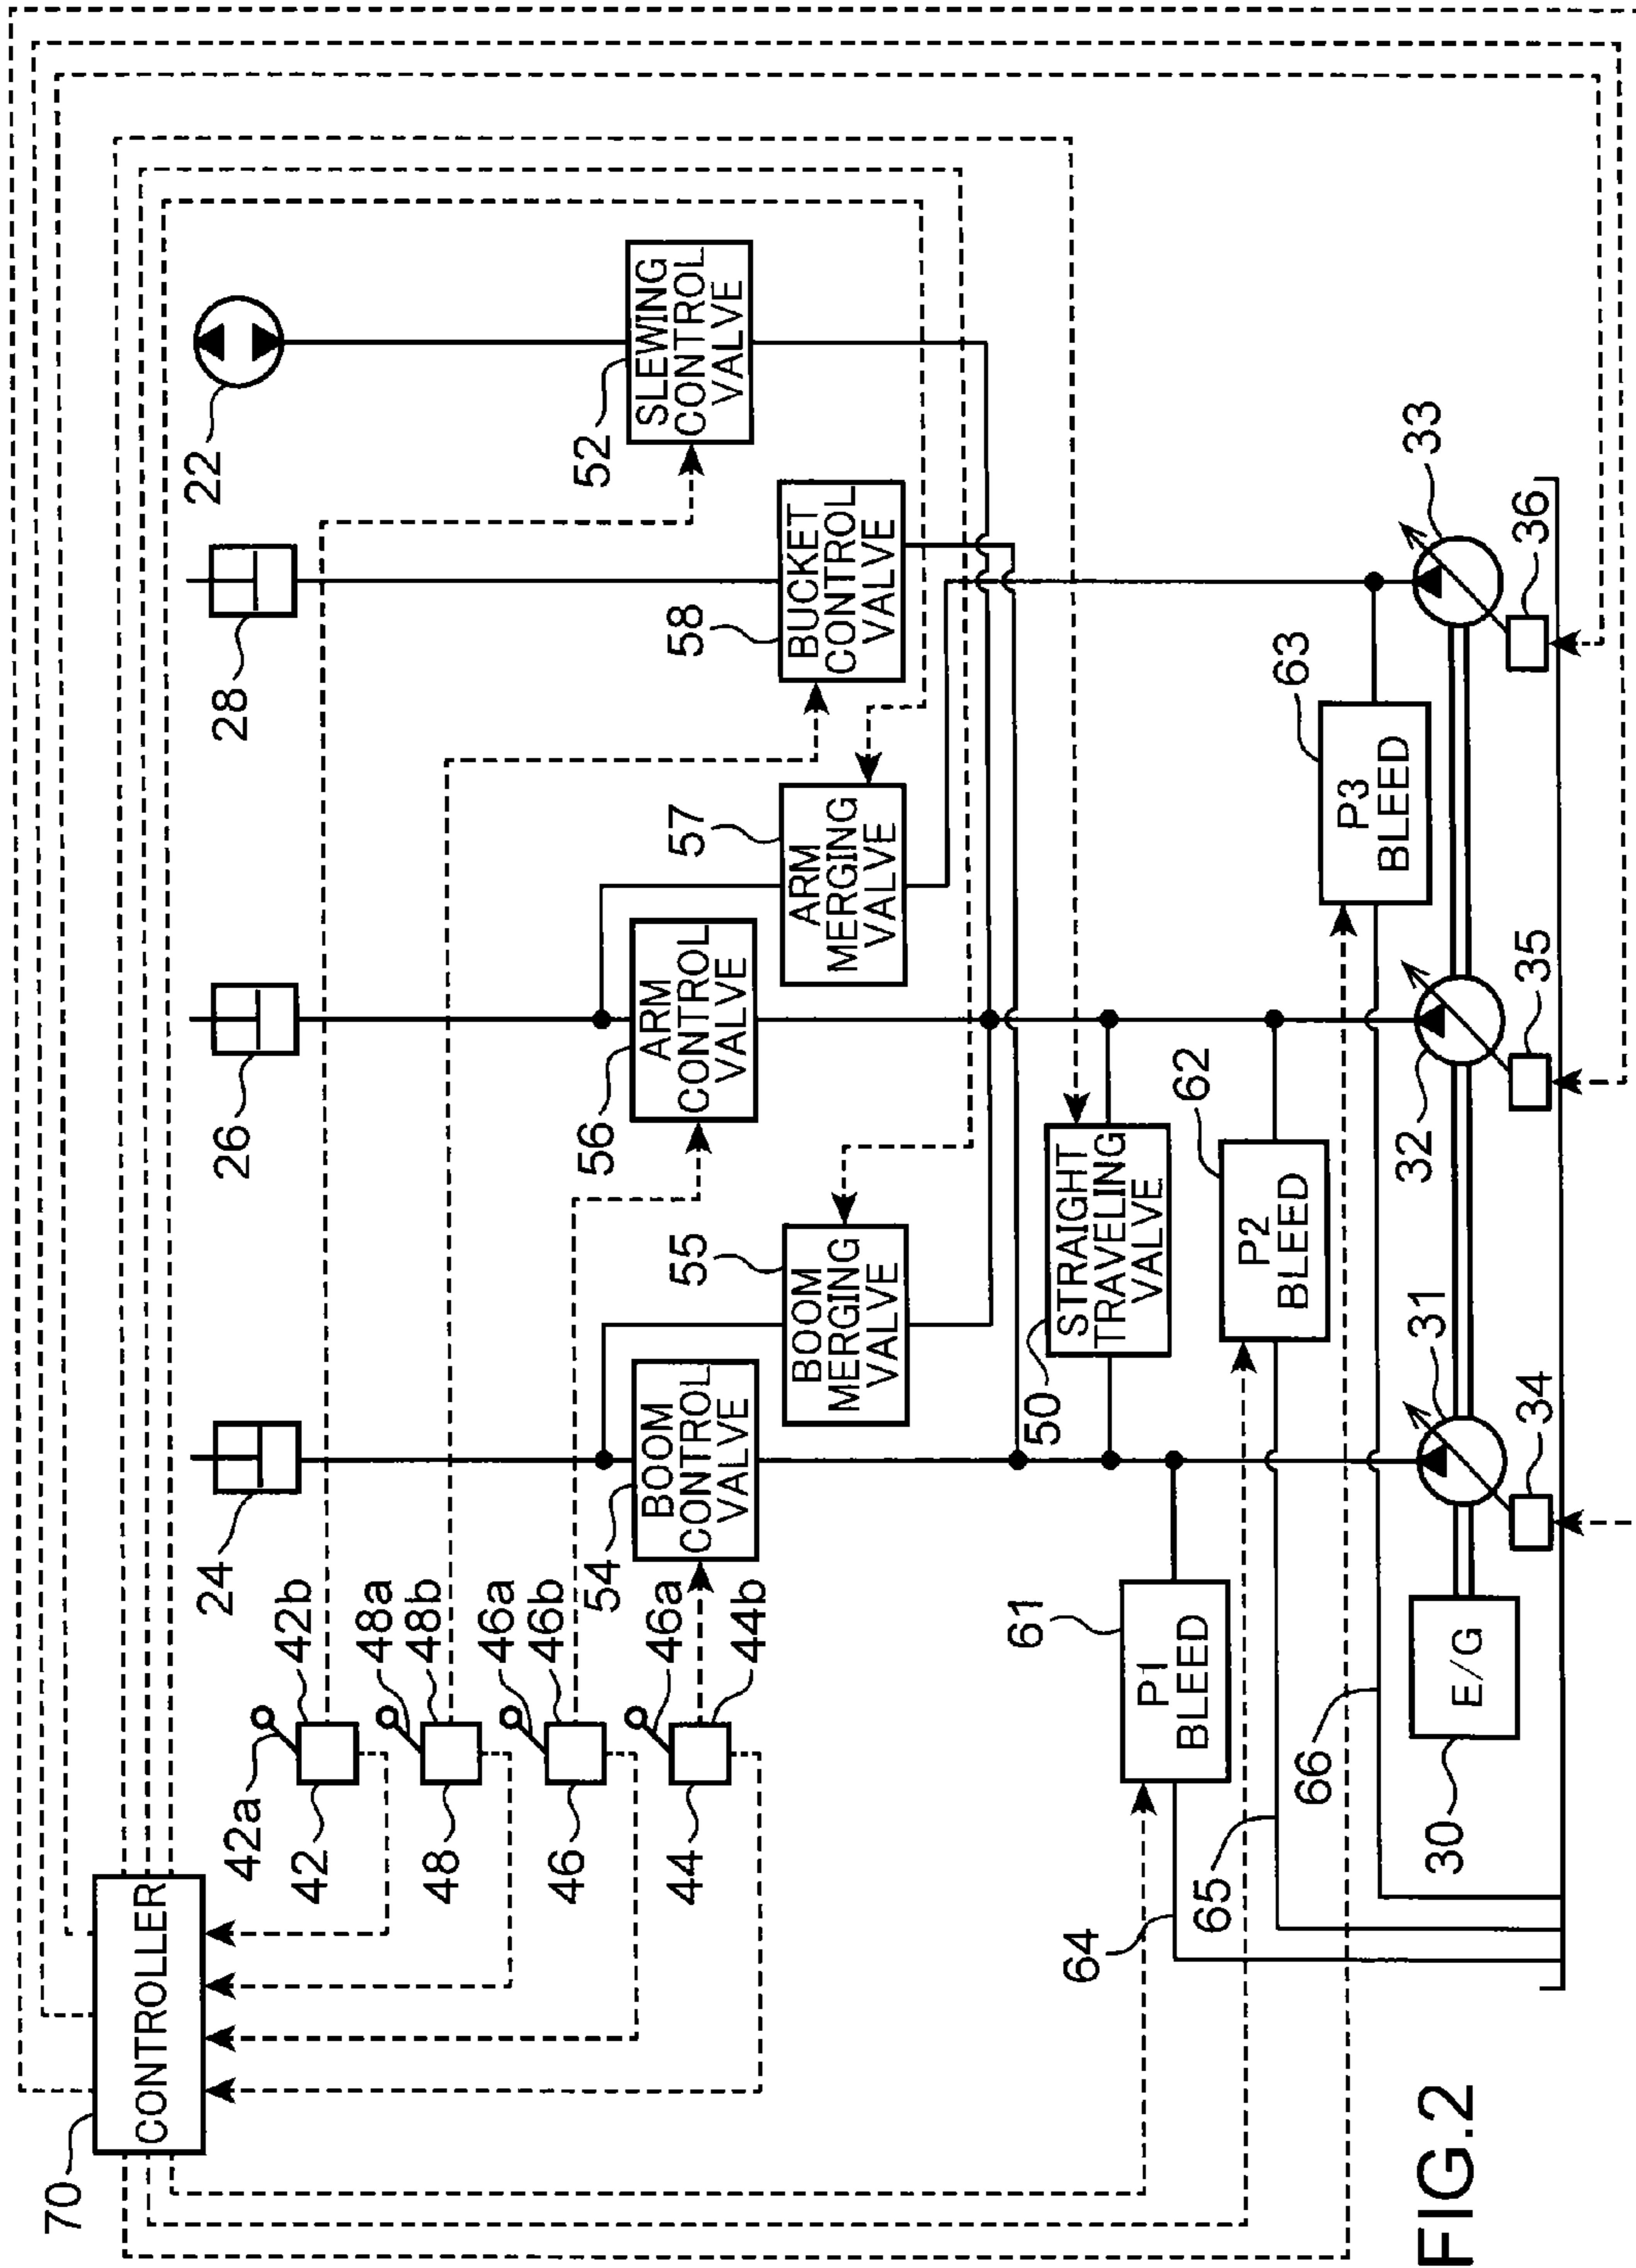 FIG.2
70
CONTROLLER
42a
42
42b
48a
48
48b
46a
46
46b
46a
44
44b
24
26
28
22
54
BOOM
CONTROL
VALVE
55
BOOM
MERGING
VALVE
56
ARM
CONTROL
VALVE
57
ARM
MERGING
VALVE
58
BUCKET
CONTROL
VALVE
52
SLEWING
CONTROL
VALVE
50
STRAIGHT
TRAVELING
VALVE
61
P1
BLEED
62
P2
BLEED
63
P3
BLEED
64
65
66
30
E/G
31
32
33
34
35
36